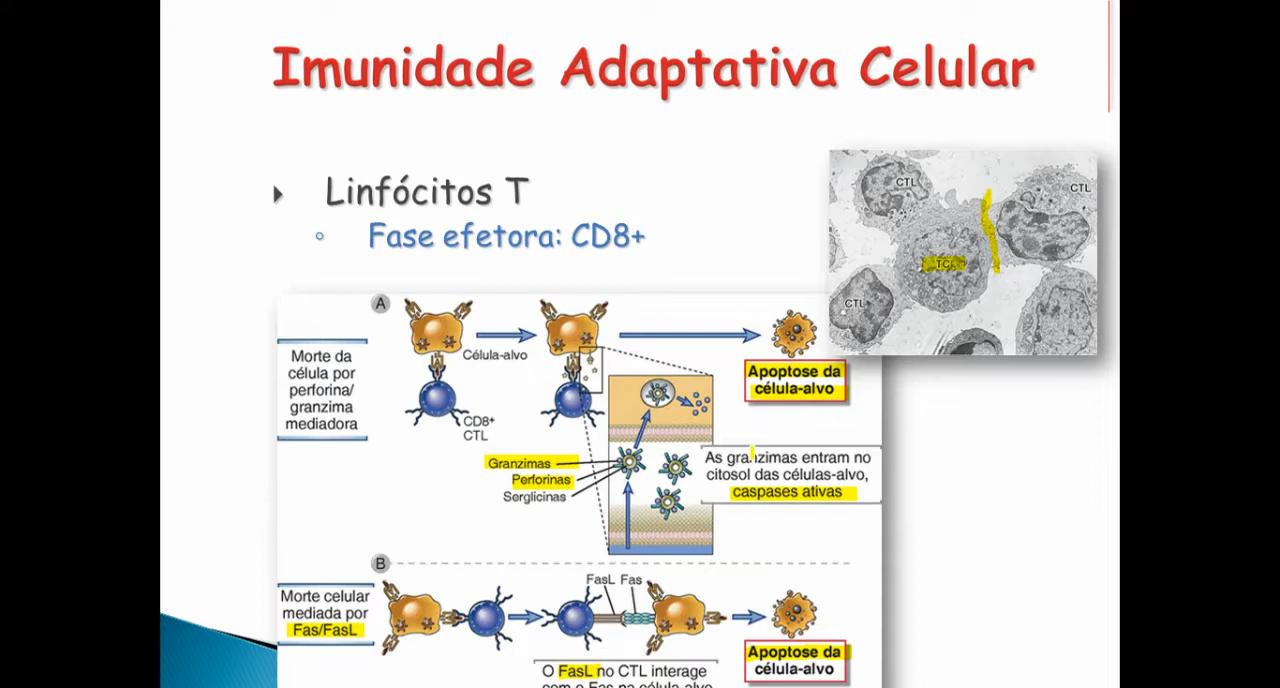 Imunidade Adaptativa Celular
Linfócitos T
Fase efetora: CD8+
CTL
CTL
TC
CTL
A
Morte da
célula por
perforina/
granzima
mediadora
Célula-alvo
CD8+
CTL
Apoptose da
célula-alvo
Granzimas
Perforinas
Serglicinas
As granzimas entram no
citosol das células-alvo,
caspases ativas
B
Morte celular
mediada por
Fas/FasL
FasL Fas
Apoptose da
célula-alvo
O FasL no CTL interage
com o Fas na célula-alvo